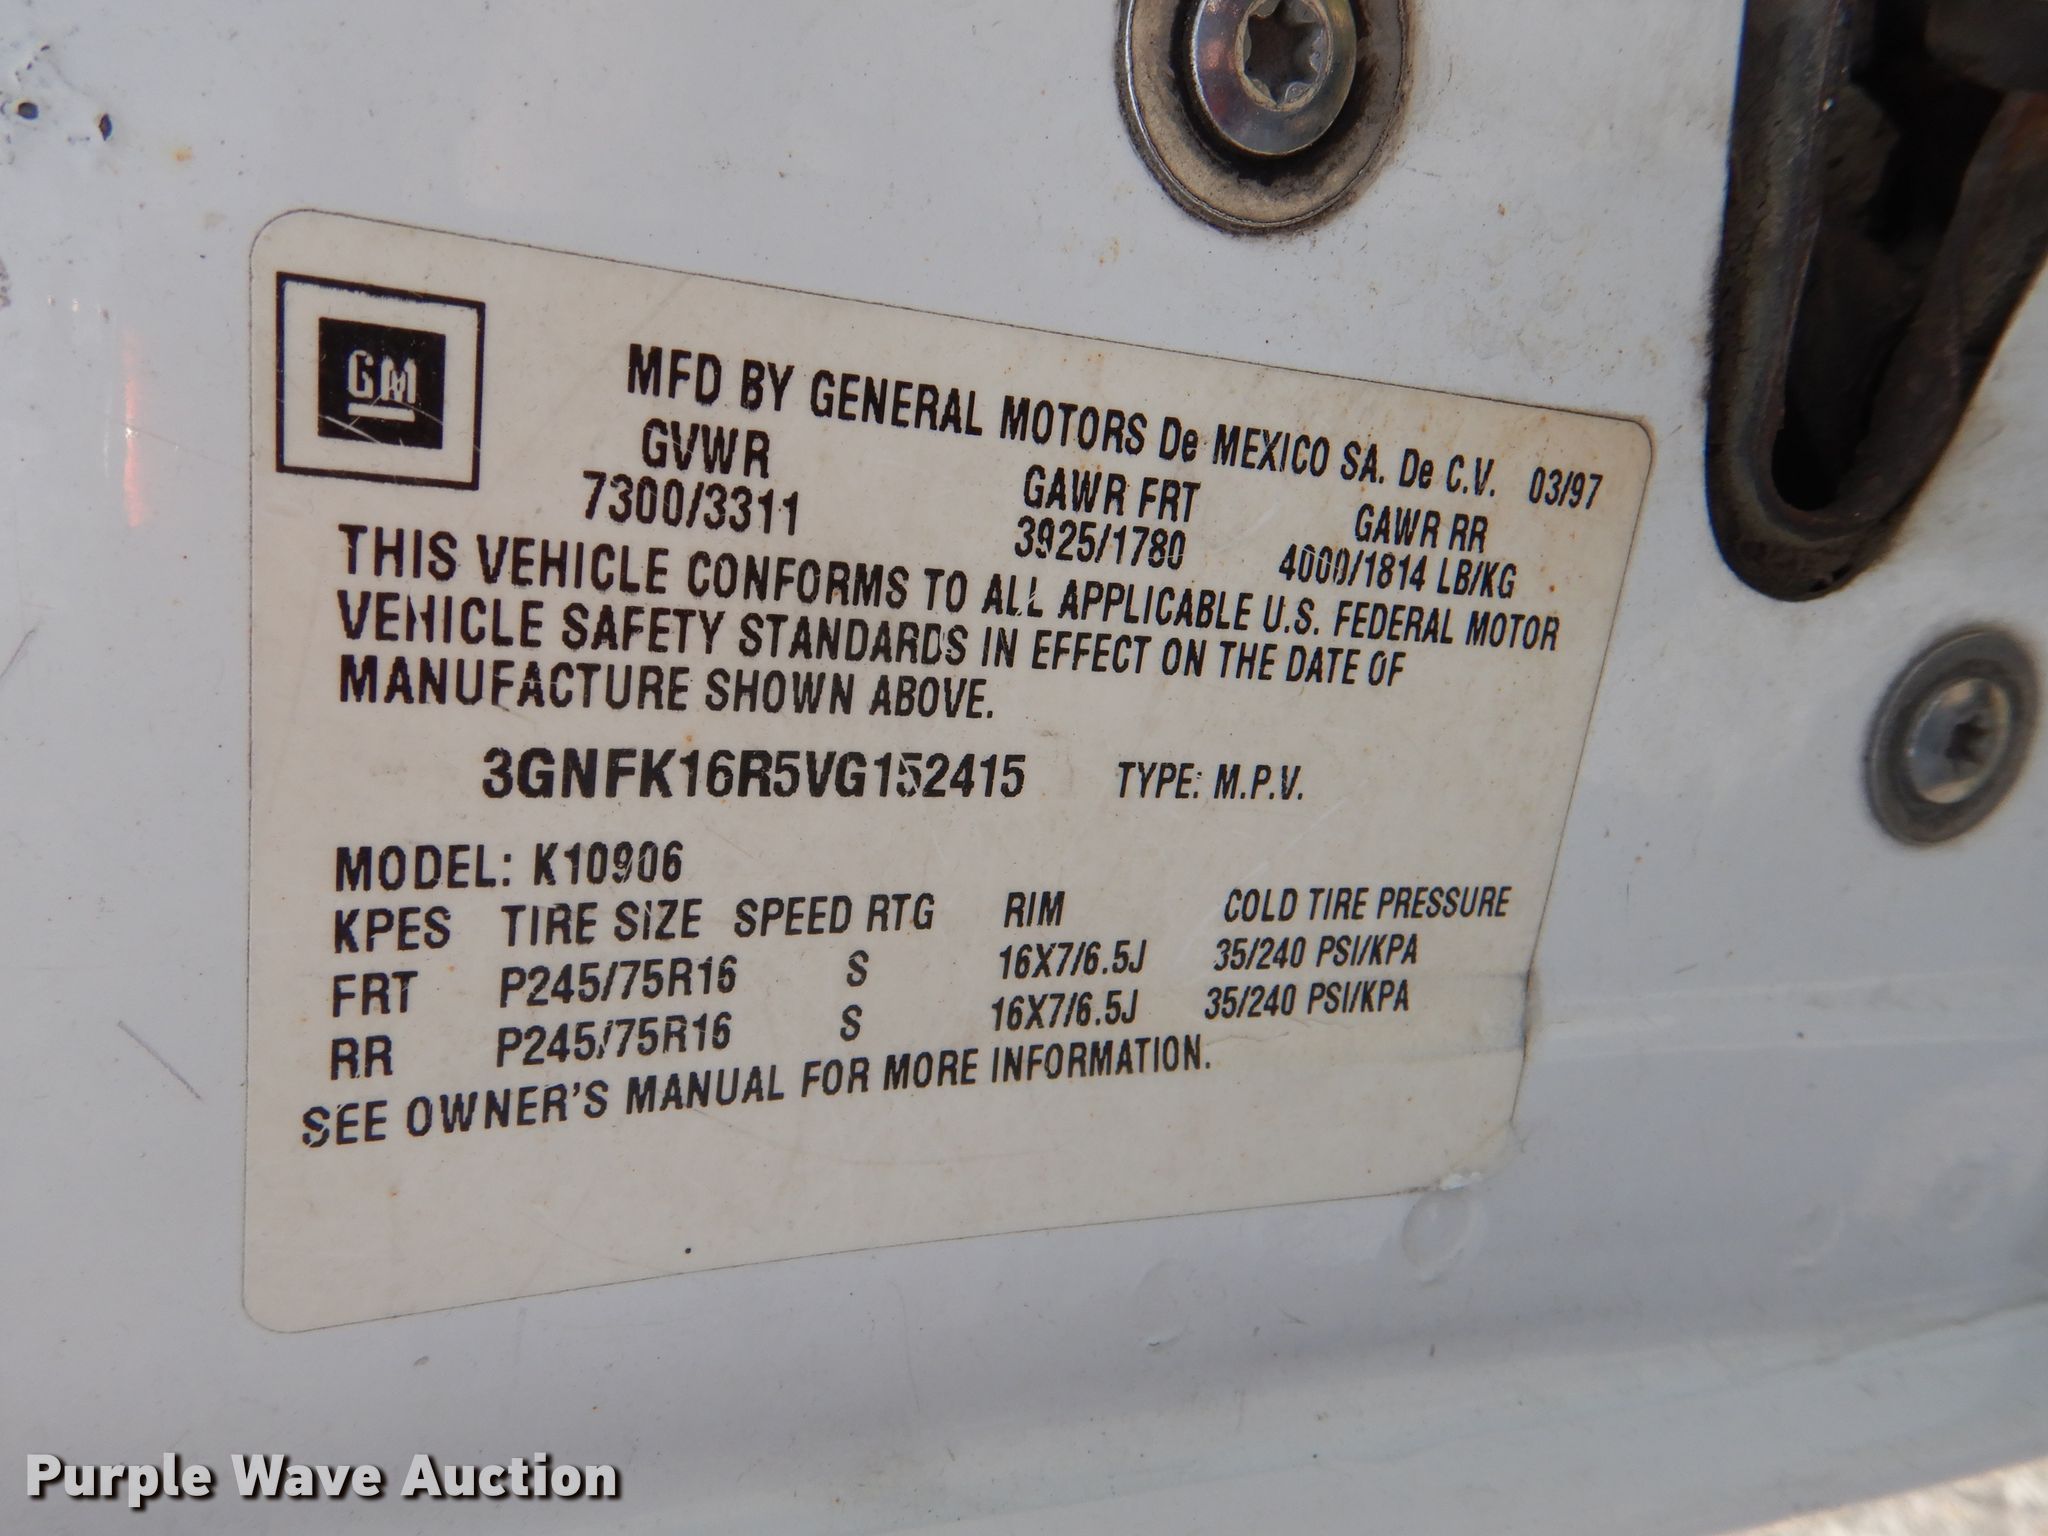 GM
MFD BY GENERAL MOTORS De MEXICO SA. De C.V. 03/97
GVWR GAWR FRT GAWR RR
7300/3311 3925/1780 4000/1814 LB/KG
THIS VEHICLE CONFORMS TO ALL APPLICABLE U.S. FEDERAL MOTOR
VEHICLE SAFETY STANDARDS IN EFFECT ON THE DATE OF
MANUFACTURE SHOWN ABOVE.
3GNFK16R5VG152415 TYPE: M.P.V.
MODEL: K10906
KPES TIRE SIZE SPEED RTG RIM COLD TIRE PRESSURE
FRT P245/75R16 S 16X7/6.5J 35/240 PSI/KPA
RR P245/75R16 S 16X7/6.5J 35/240 PSI/KPA
SEE OWNER'S MANUAL FOR MORE INFORMATION.
Purple Wave Auction